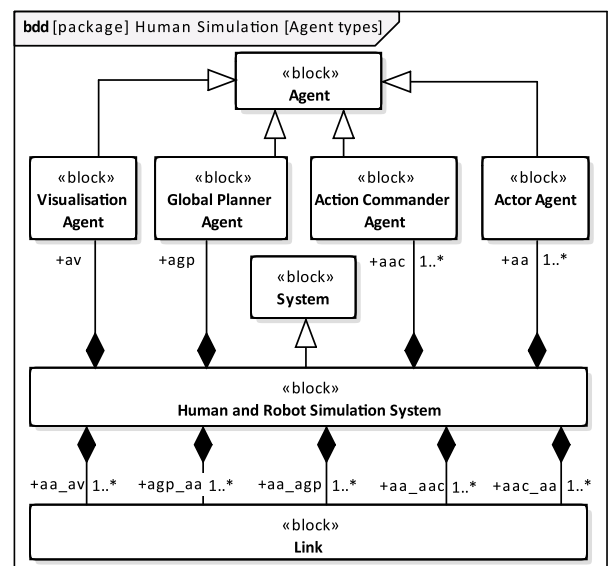 bdd [package] Human Simulation [Agent types]
«block»
Agent
«block»
Visualisation
Agent
«block»
Global Planner
Agent
«block»
Action Commander
Agent
«block»
Actor Agent
+av
+agp
+aac 1..*
+aa 1..*
«block»
System
«block»
Human and Robot Simulation System
+aa_av 1..*
+agp_aa 1..*
+aa_agp 1..*
+aa_aac 1..*
+aac_aa 1..*
«block»
Link